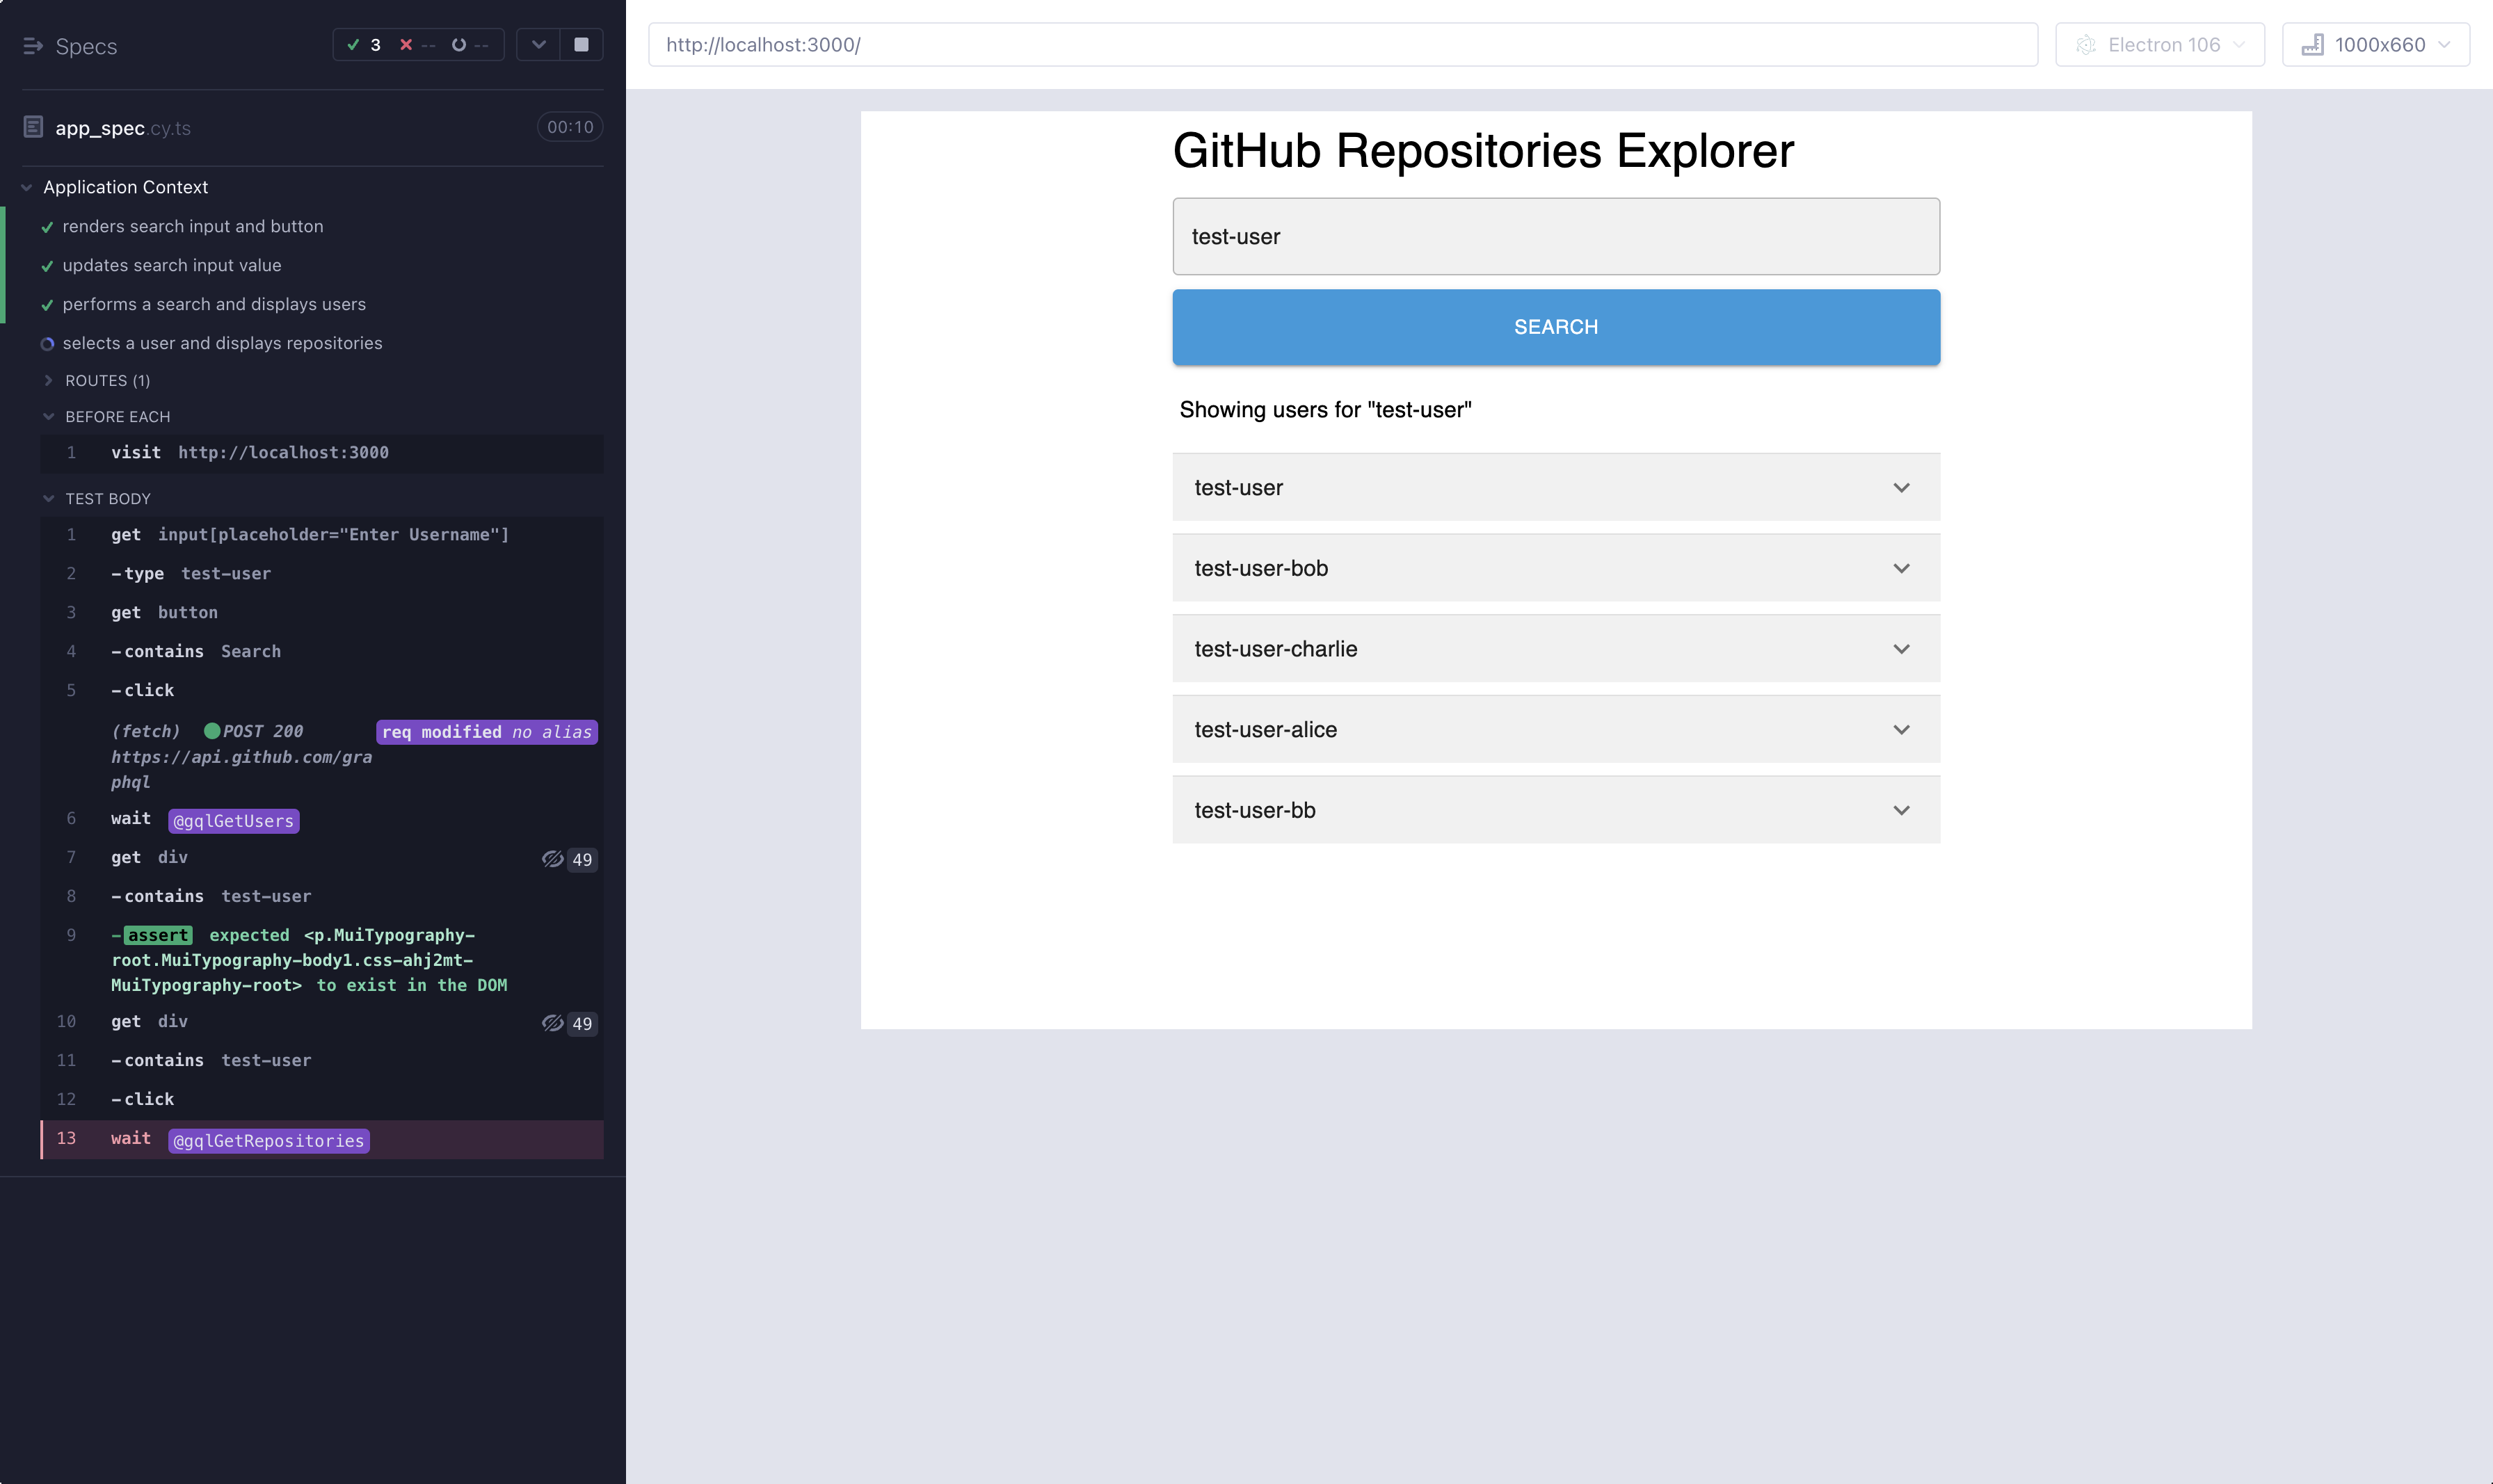 Specs
3 -- --
app_spec.cy.ts
00:10
Application Context
renders search input and button
updates search input value
performs a search and displays users
selects a user and displays repositories
ROUTES (1)
BEFORE EACH
1 visit http://localhost:3000
TEST BODY
1 get input[placeholder="Enter Username"]
2 -type test-user
3 get button
4 -contains Search
5 -click
(fetch) POST 200 req modified no alias
https://api.github.com/gra
phql
6 wait @gqlGetUsers
7 get div 49
8 -contains test-user
9 -assert expected <p.MuiTypography-
root.MuiTypography-body1.css-ahj2mt-
MuiTypography-root> to exist in the DOM
10 get div 49
11 -contains test-user
12 -click
13 wait @gqlGetRepositories
http://localhost:3000/
Electron 106
1000x660
GitHub Repositories Explorer
test-user
SEARCH
Showing users for "test-user"
test-user
test-user-bob
test-user-charlie
test-user-alice
test-user-bb